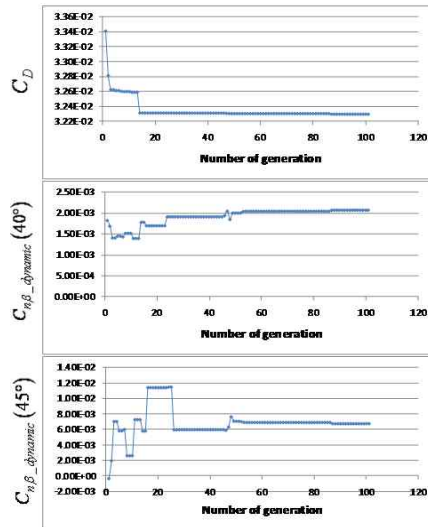 C_D
3.36E-02
3.34E-02
3.32E-02
3.30E-02
3.28E-02
3.26E-02
3.24E-02
3.22E-02
0 20 40 60 80 100 120
Number of generation
C_nβ_dynamic (40°)
2.50E-03
2.00E-03
1.50E-03
1.00E-03
5.00E-04
0.00E+00
0 20 40 60 80 100 120
Number of generation
C_nβ_dynamic (45°)
1.40E-02
1.20E-02
1.00E-02
8.00E-03
6.00E-03
4.00E-03
2.00E-03
0.00E+00
-2.00E-03
0 20 40 60 80 100 120
Number of generation